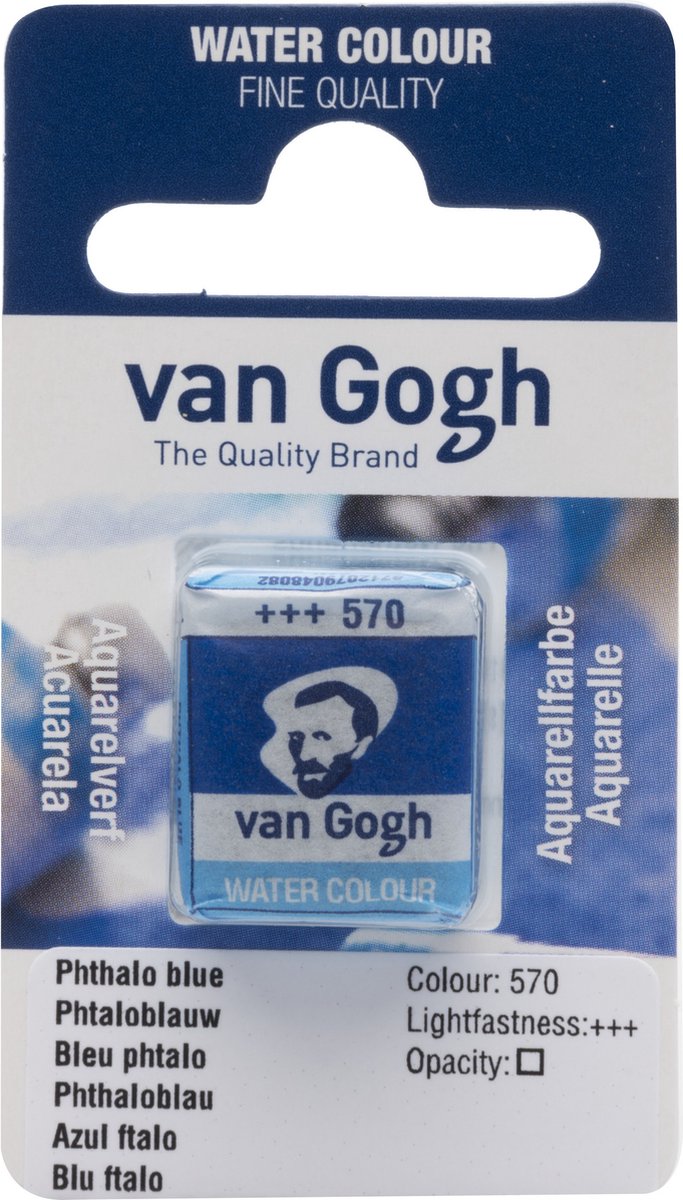 WATER COLOUR
FINE QUALITY
van Gogh
The Quality Brand
+++ 570
van Gogh
WATER COLOUR
Aquarelverf
Acuarela
Aquarellfarbe
Aquarelle
Phthalo blue
Phtaloblauw
Bleu phtalo
Phthaloblau
Azul ftalo
Blu ftalo
Colour: 570
Lightfastness:+++
Opacity: